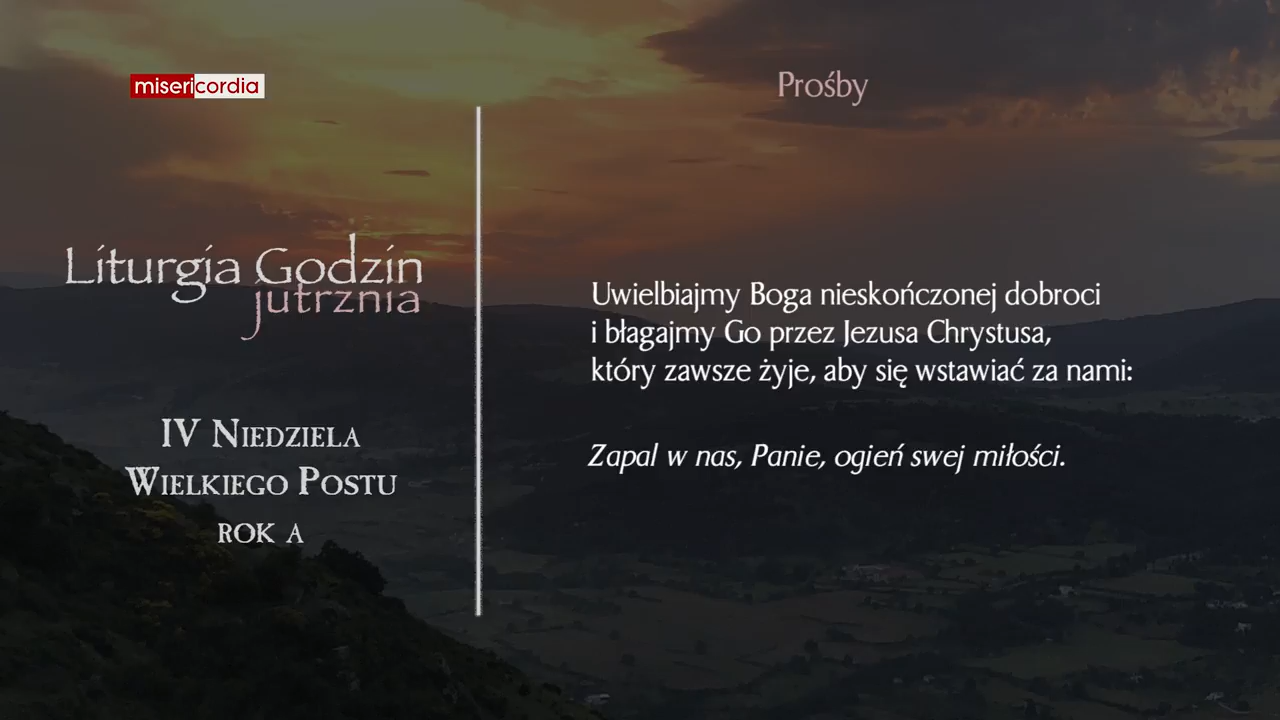 misericordia
Liturgia Godzin
jutrznia
IV Niedziela
Wielkiego Postu
rok A
Prośby
Uwielbiajmy Boga nieskończonej dobroci
i błagajmy Go przez Jezusa Chrystusa,
który zawsze żyje, aby się wstawiać za nami:
Zapal w nas, Panie, ogień swej miłości.